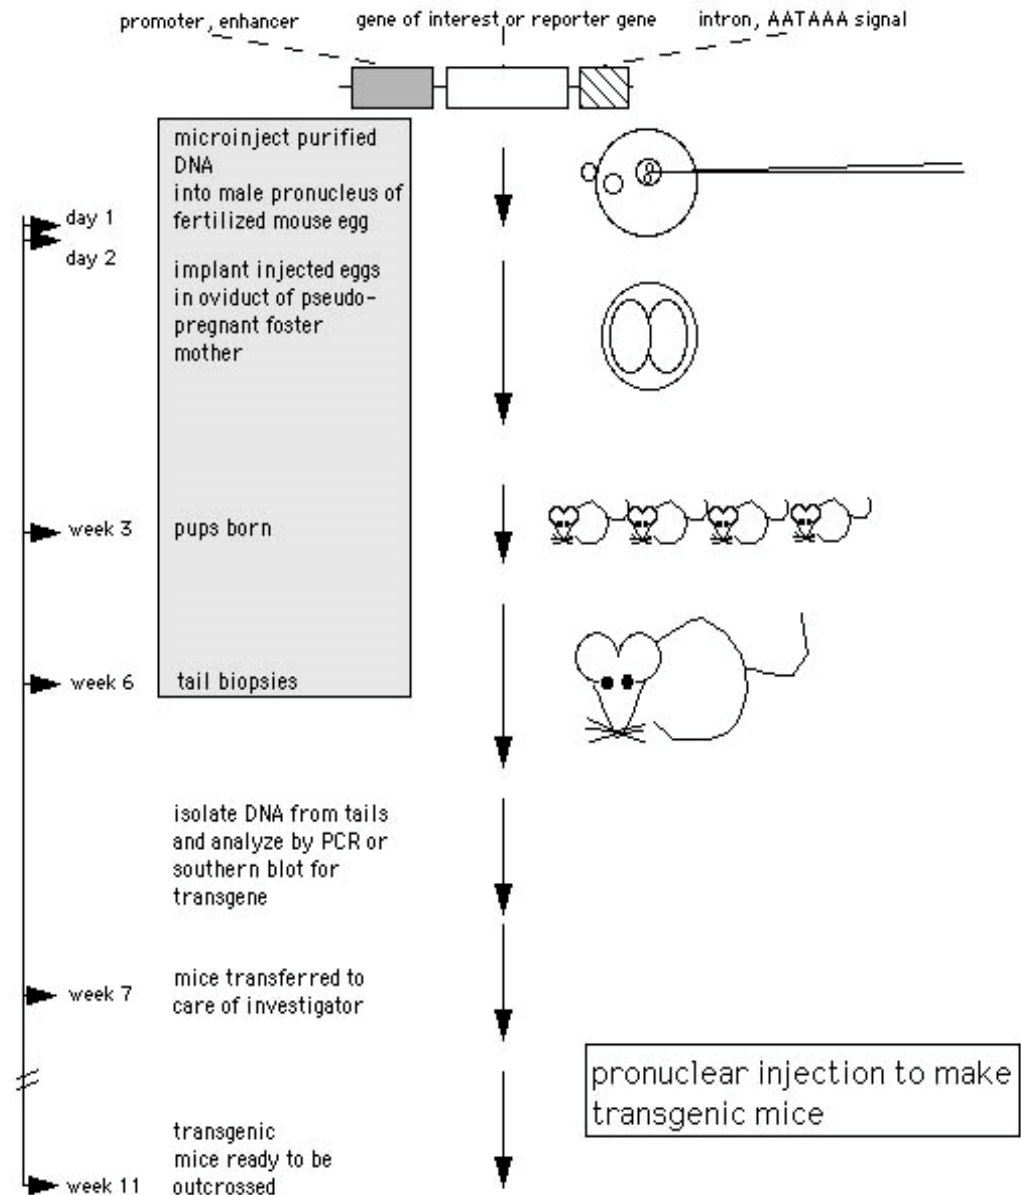 promoter, enhancer
gene of interest or reporter gene
intron, AATAAA signal
microinject purified
DNA
into male pronucleus of
fertilized mouse egg
day 1
day 2
implant injected eggs
in oviduct of pseudo-
pregnant foster
mother
week 3
pups born
week 6
tail biopsies
isolate DNA from tails
and analyze by PCR or
southern blot for
transgene
week 7
mice transferred to
care of investigator
pronuclear injection to make
transgenic mice
transgenic
mice ready to be
outcrossed
week 11